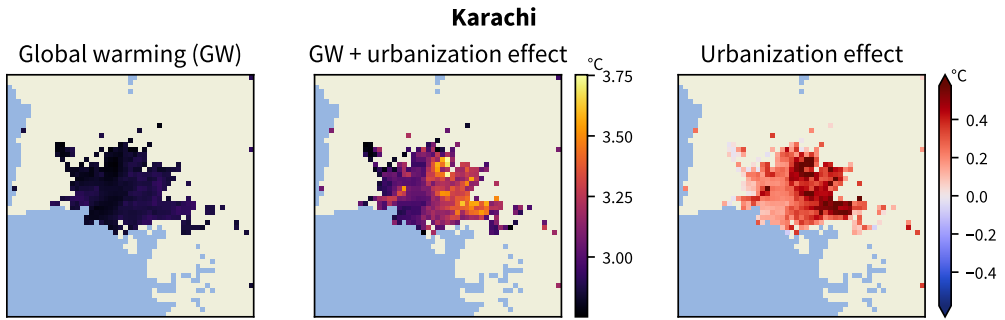 Karachi
Global warming (GW)
GW + urbanization effect
Urbanization effect
°C
3.75
3.50
3.25
3.00
°C
0.4
0.2
0.0
−0.2
−0.4